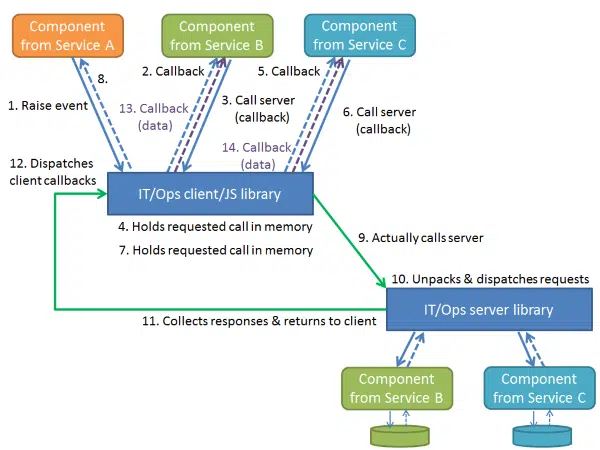 Component
from Service A
Component
from Service B
Component
from Service C
8.
2. Callback
5. Callback
1. Raise event
13. Callback
(data)
3. Call server
(callback)
6. Call server
(callback)
14. Callback
(data)
12. Dispatches
client callbacks
IT/Ops client/JS library
4. Holds requested call in memory
7. Holds requested call in memory
9. Actually calls server
10. Unpacks & dispatches requests
IT/Ops server library
11. Collects responses & returns to client
Component
from Service B
Component
from Service C